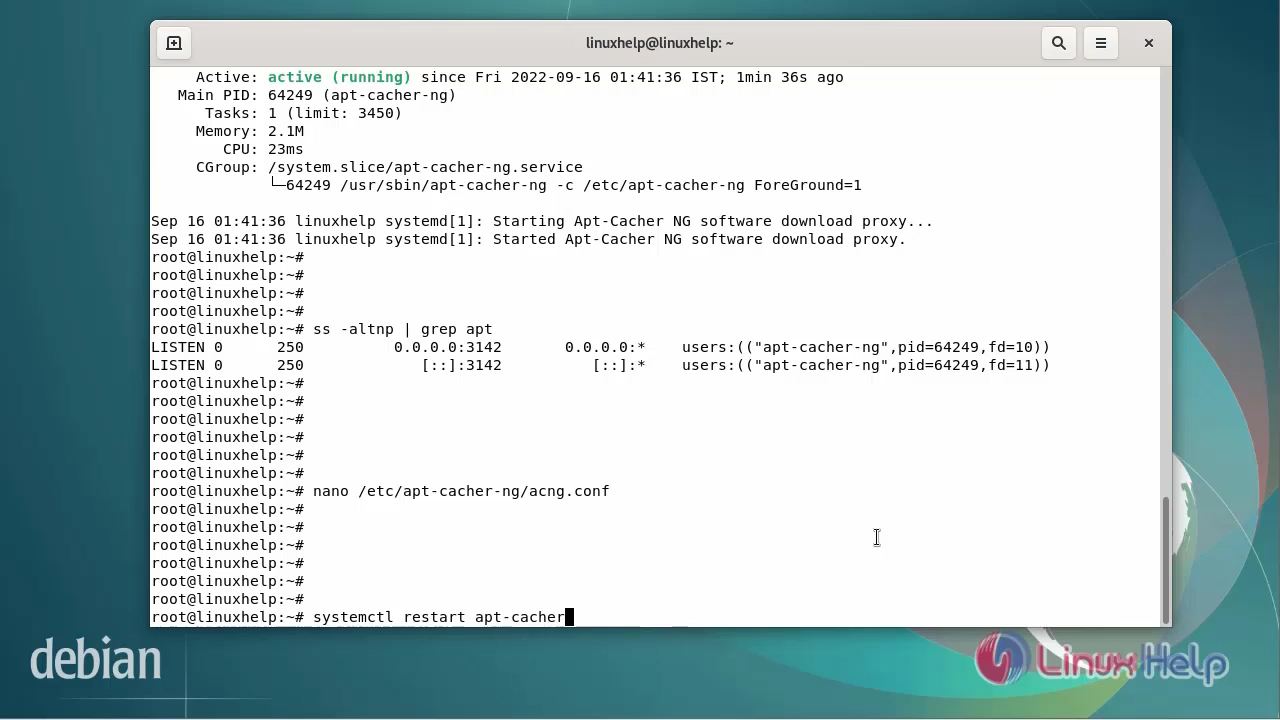 linuxhelp@linuxhelp: ~
Active: active (running) since Fri 2022-09-16 01:41:36 IST; 1min 36s ago
Main PID: 64249 (apt-cacher-ng)
Tasks: 1 (limit: 3450)
Memory: 2.1M
CPU: 23ms
CGroup: /system.slice/apt-cacher-ng.service
└─64249 /usr/sbin/apt-cacher-ng -c /etc/apt-cacher-ng ForeGround=1
Sep 16 01:41:36 linuxhelp systemd[1]: Starting Apt-Cacher NG software download proxy...
Sep 16 01:41:36 linuxhelp systemd[1]: Started Apt-Cacher NG software download proxy.
root@linuxhelp:~#
root@linuxhelp:~#
root@linuxhelp:~#
root@linuxhelp:~#
root@linuxhelp:~# ss -altnp | grep apt
LISTEN 0      250          0.0.0.0:3142       0.0.0.0:*    users:(("apt-cacher-ng",pid=64249,fd=10))
LISTEN 0      250             [::]:3142          [::]:*    users:(("apt-cacher-ng",pid=64249,fd=11))
root@linuxhelp:~#
root@linuxhelp:~#
root@linuxhelp:~#
root@linuxhelp:~#
root@linuxhelp:~#
root@linuxhelp:~#
root@linuxhelp:~# nano /etc/apt-cacher-ng/acng.conf
root@linuxhelp:~#
root@linuxhelp:~#
root@linuxhelp:~#
root@linuxhelp:~#
root@linuxhelp:~#
root@linuxhelp:~#
root@linuxhelp:~# systemctl restart apt-cacher
debian
Linux Help